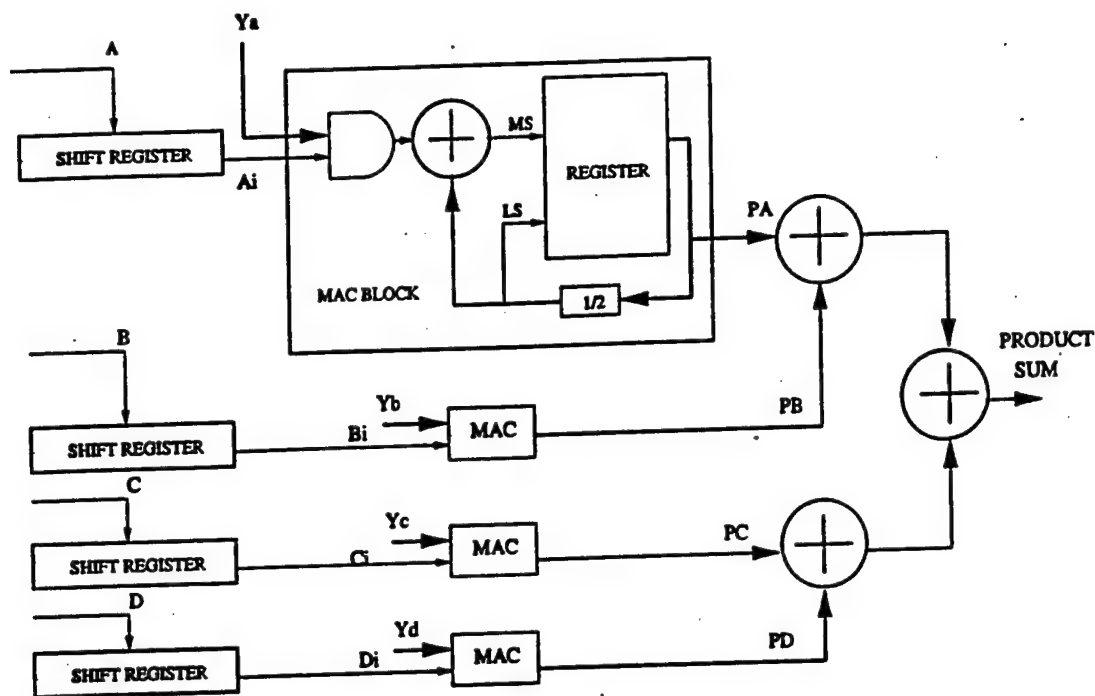 Ya
A
SHIFT REGISTER
Ai
MS
REGISTER
LS
MAC BLOCK
1/2
PA
B
SHIFT REGISTER
Yb
Bi
MAC
PB
PRODUCT
SUM
C
SHIFT REGISTER
Yc
Ci
MAC
PC
D
SHIFT REGISTER
Yd
Di
MAC
PD